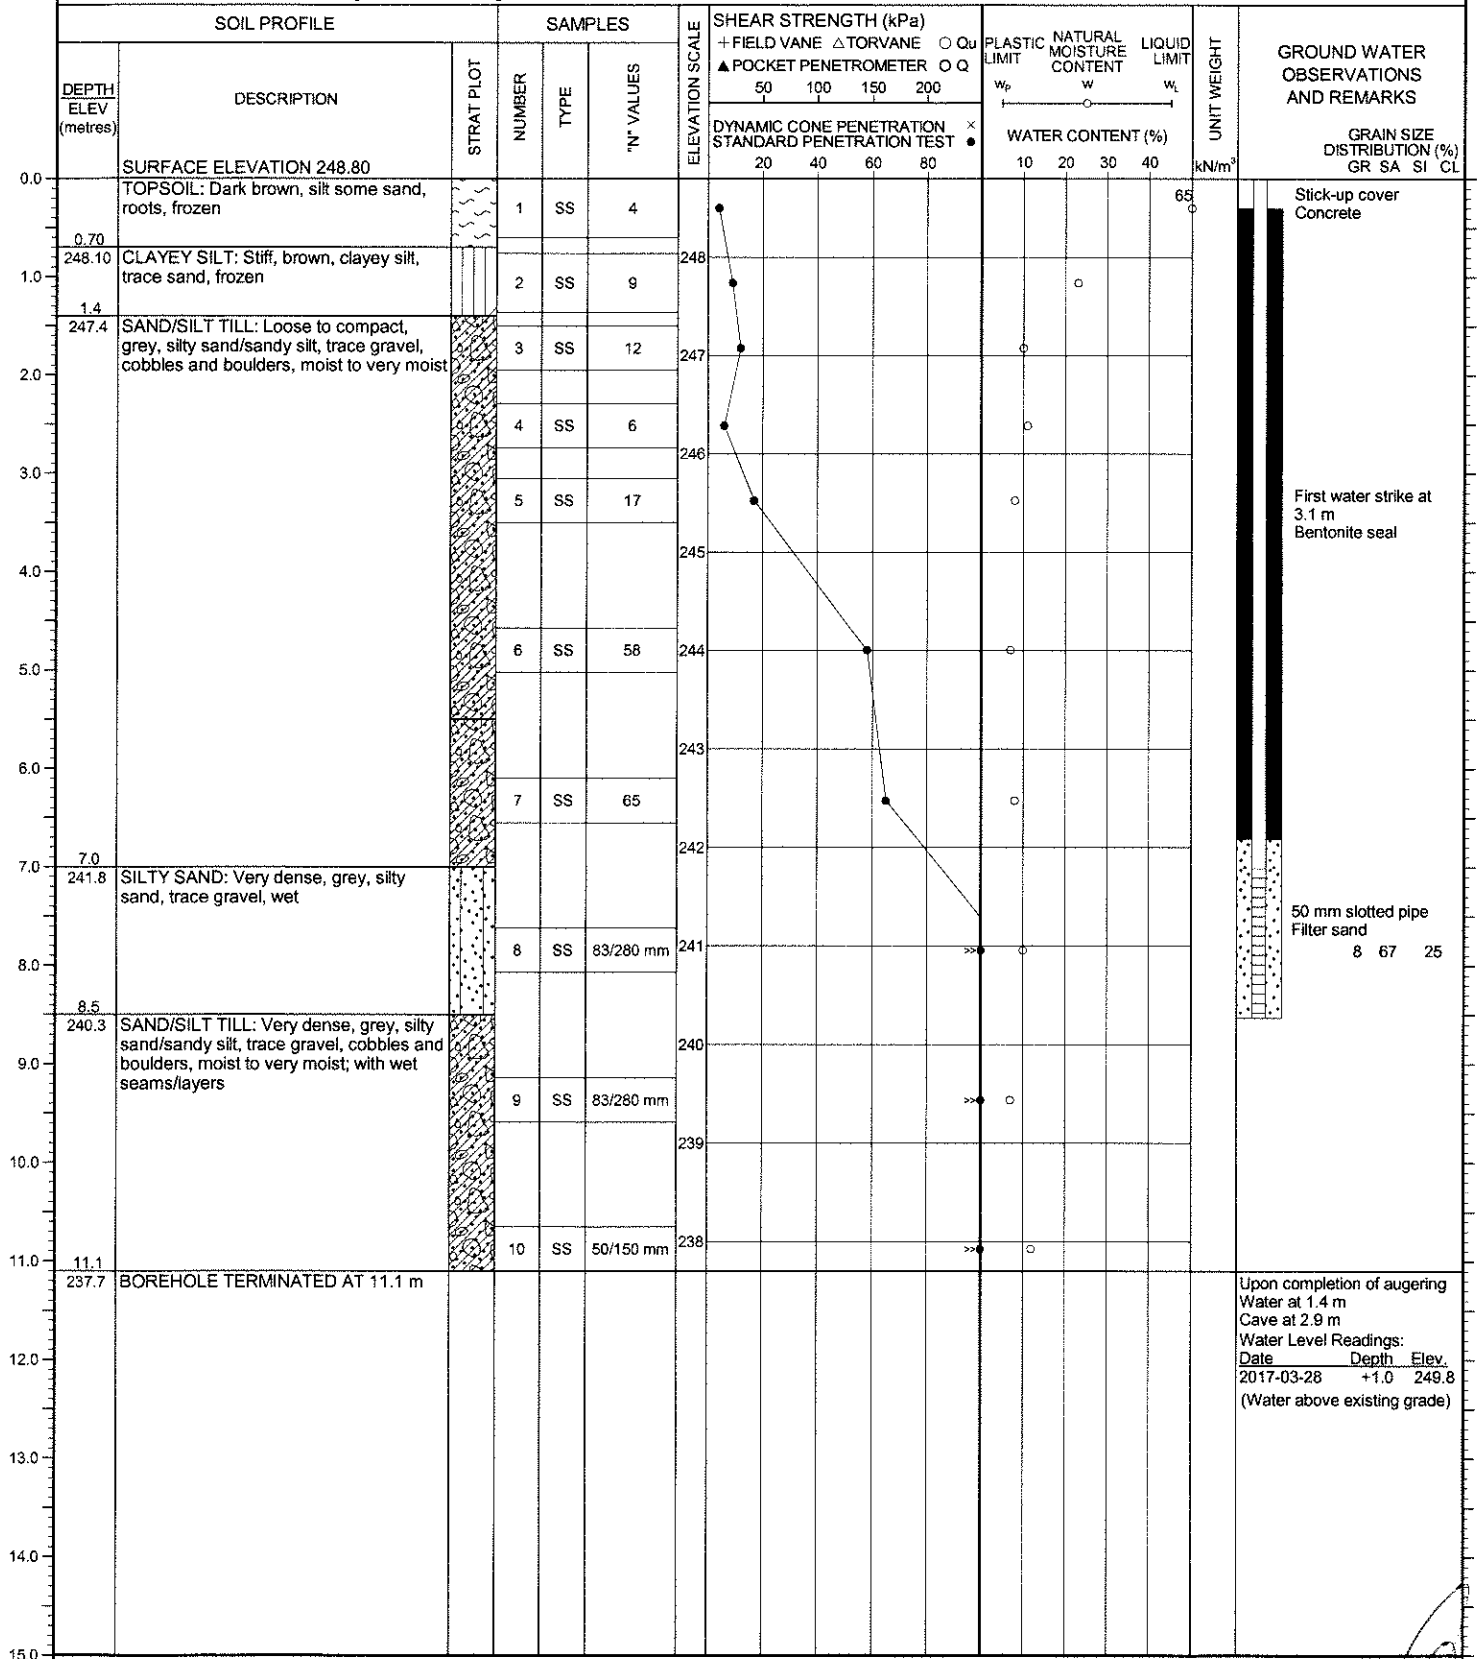 SOIL PROFILE
SAMPLES
ELEVATION SCALE
SHEAR STRENGTH (kPa)
+ FIELD VANE △ TORVANE ○ Qu
▲ POCKET PENETROMETER ○ Q
50 100 150 200
DYNAMIC CONE PENETRATION ×
STANDARD PENETRATION TEST ●
20 40 60 80
PLASTIC LIMIT
NATURAL MOISTURE CONTENT
LIQUID LIMIT
WP W WL
WATER CONTENT (%)
10 20 30 40
UNIT WEIGHT
kN/m³
GROUND WATER
OBSERVATIONS
AND REMARKS
GRAIN SIZE
DISTRIBUTION (%)
GR SA SI CL
DEPTH
ELEV
(metres)
DESCRIPTION
STRAT PLOT
NUMBER
TYPE
"N" VALUES
SURFACE ELEVATION 248.80
0.0
TOPSOIL: Dark brown, silt some sand,
roots, frozen
1 SS 4
65
Stick-up cover
Concrete
0.70
248.10
CLAYEY SILT: Stiff, brown, clayey silt,
trace sand, frozen
248
1.0
2 SS 9
1.4
247.4
SAND/SILT TILL: Loose to compact,
grey, silty sand/sandy silt, trace gravel,
cobbles and boulders, moist to very moist
3 SS 12
247
2.0
4 SS 6
246
3.0
5 SS 17
First water strike at
3.1 m
Bentonite seal
245
4.0
6 SS 58
244
5.0
243
6.0
7 SS 65
242
7.0
7.0
241.8
SILTY SAND: Very dense, grey, silty
sand, trace gravel, wet
50 mm slotted pipe
Filter sand
8 SS 83/280 mm
241
>>
8 67 25
8.0
8.5
240.3
SAND/SILT TILL: Very dense, grey, silty
sand/sandy silt, trace gravel, cobbles and
boulders, moist to very moist; with wet
seams/layers
240
9.0
9 SS 83/280 mm
>>
239
10.0
10 SS 50/150 mm
238
>>
11.0
11.1
237.7
BOREHOLE TERMINATED AT 11.1 m
Upon completion of augering
Water at 1.4 m
Cave at 2.9 m
Water Level Readings:
Date Depth Elev.
2017-03-28 +1.0 249.8
(Water above existing grade)
12.0
13.0
14.0
15.0